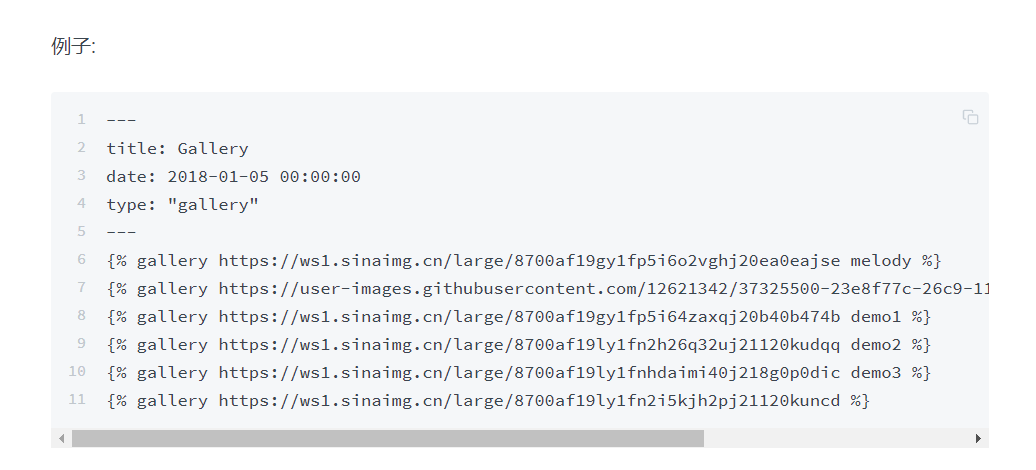 例子:
1 ---
2 title: Gallery
3 date: 2018-01-05 00:00:00
4 type: "gallery"
5 ---
6 {% gallery https://ws1.sinaimg.cn/large/8700af19gy1fp5i6o2vghj20ea0eajse melody %}
7 {% gallery https://user-images.githubusercontent.com/12621342/37325500-23e8f77c-26c9-11
8 {% gallery https://ws1.sinaimg.cn/large/8700af19gy1fp5i64zaxqj20b40b474b demo1 %}
9 {% gallery https://ws1.sinaimg.cn/large/8700af19ly1fn2h26q32uj21120kudqq demo2 %}
10 {% gallery https://ws1.sinaimg.cn/large/8700af19ly1fnhdaimi40j218g0p0dic demo3 %}
11 {% gallery https://ws1.sinaimg.cn/large/8700af19ly1fn2i5kjh2pj21120kuncd %}